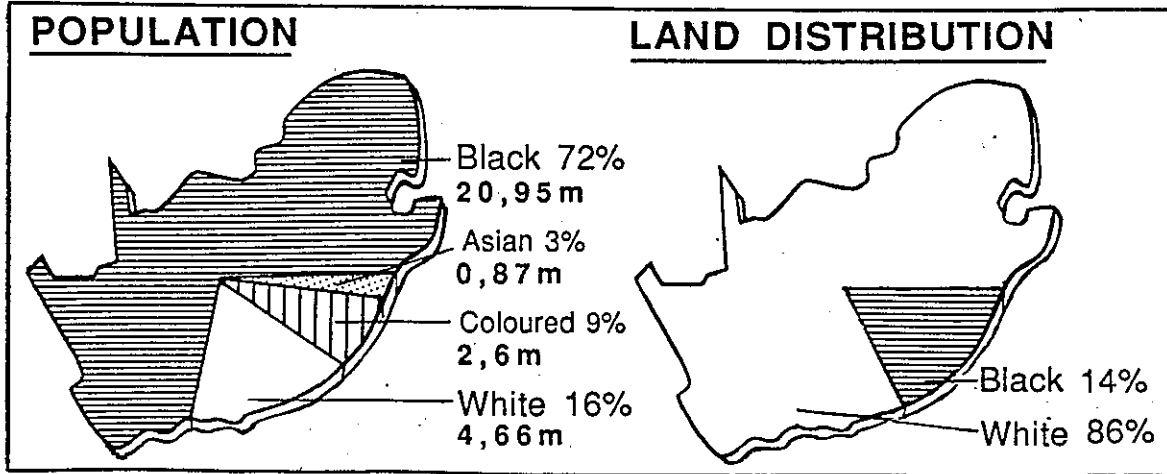 POPULATION
Black 72%
20,95m
Asian 3%
0,87m
Coloured 9%
2,6m
White 16%
4,66m
LAND DISTRIBUTION
Black 14%
White 86%